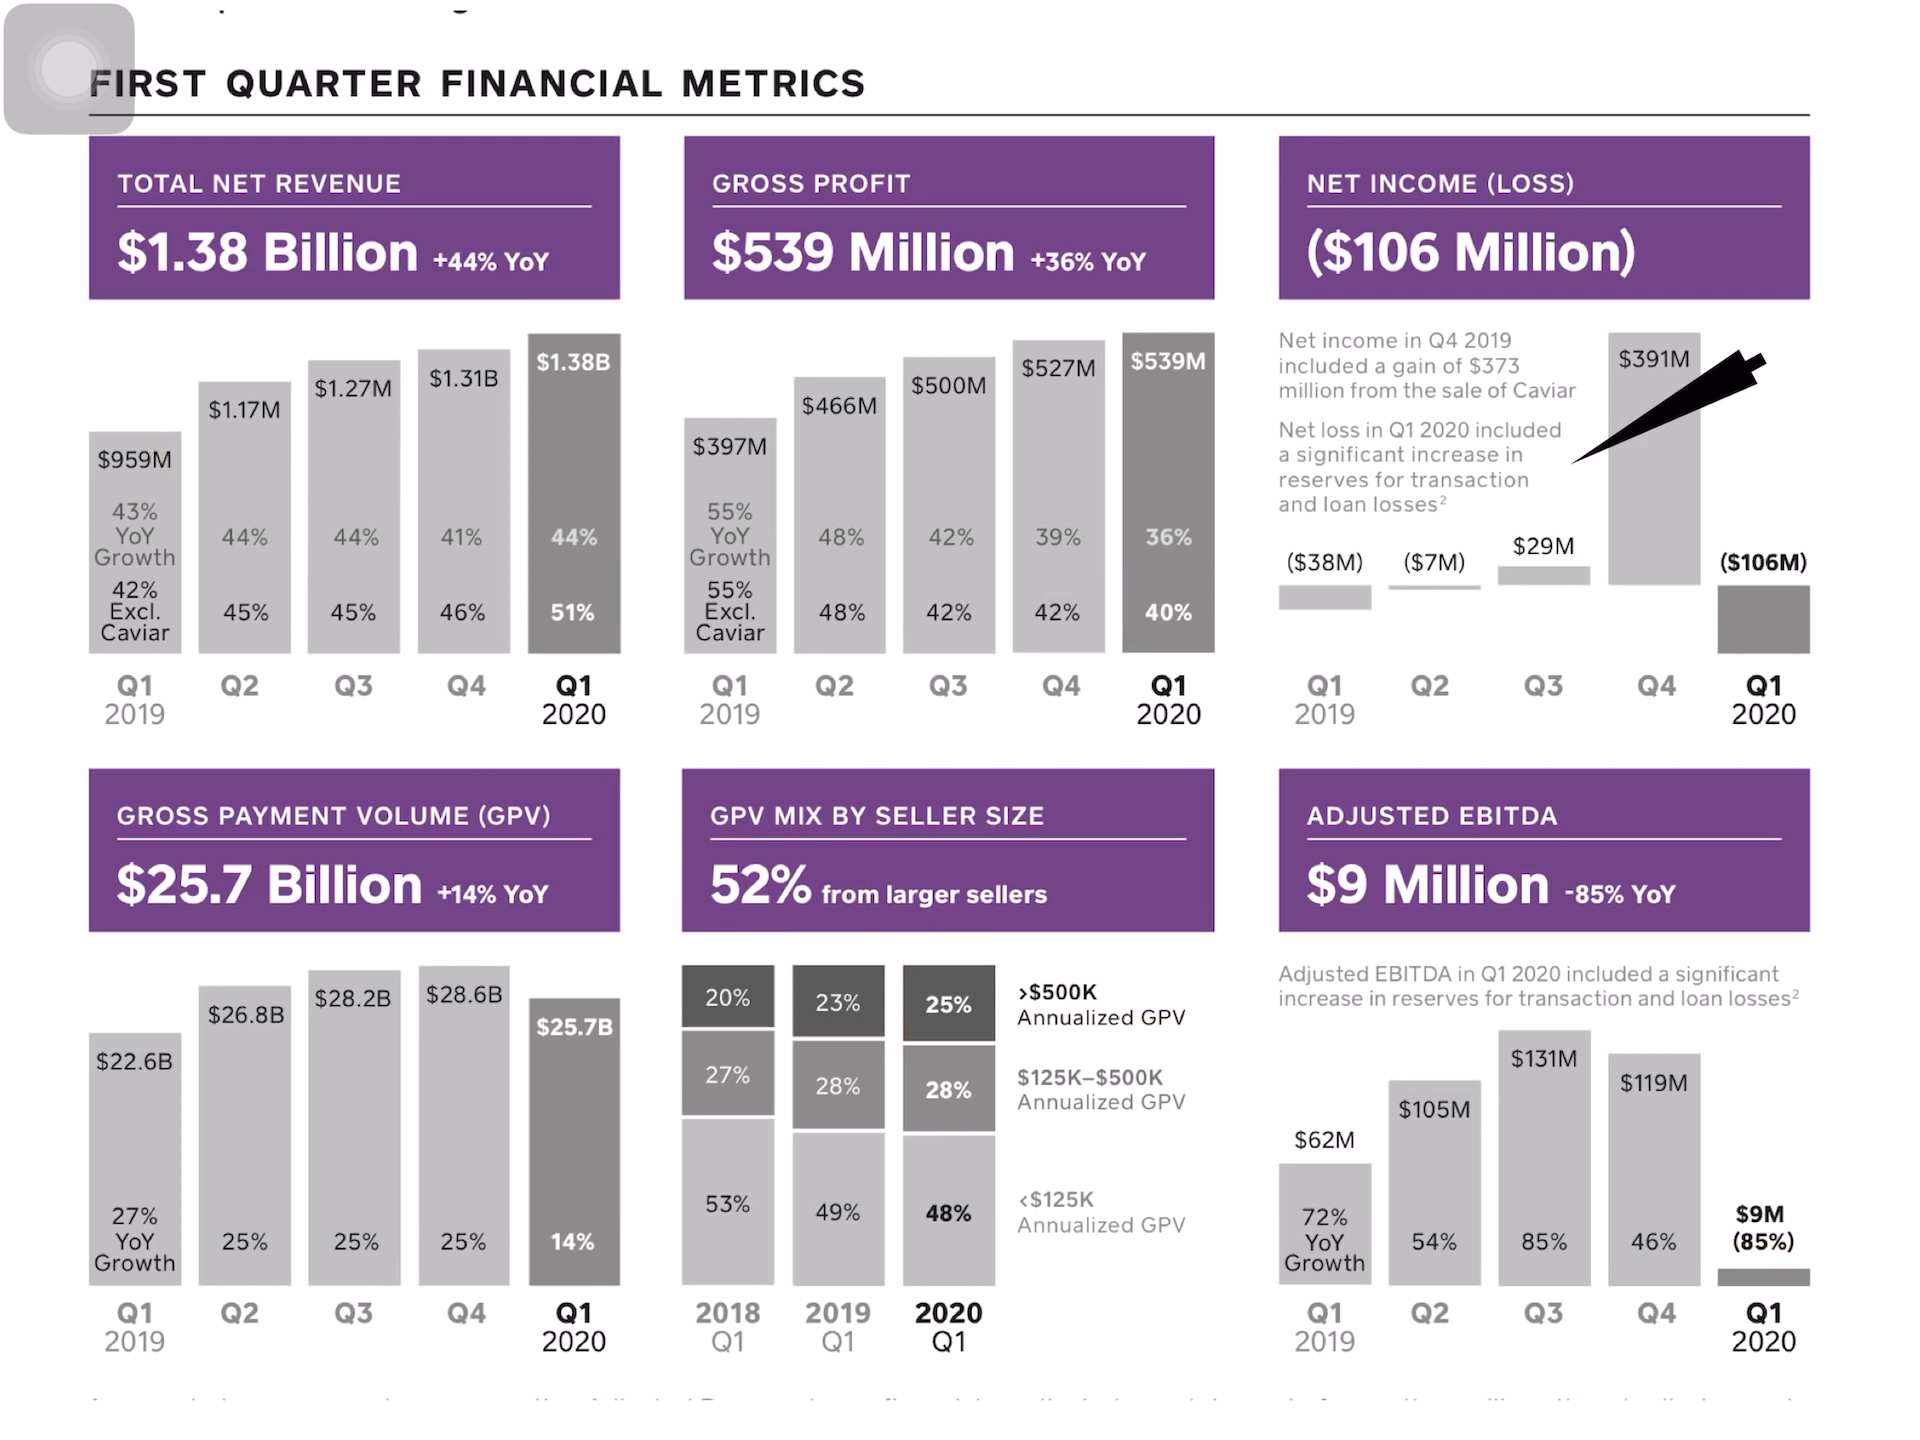 FIRST QUARTER FINANCIAL METRICS
TOTAL NET REVENUE
$1.38 Billion +44% YoY
$959M
$1.17M
$1.27M
$1.31B
$1.38B
43%
YoY
Growth
44%
44%
41%
44%
42%
Excl.
Caviar
45%
45%
46%
51%
Q1
2019
Q2
Q3
Q4
Q1
2020
GROSS PROFIT
$539 Million +36% YoY
$397M
$466M
$500M
$527M
$539M
55%
YoY
Growth
48%
42%
39%
36%
55%
Excl.
Caviar
48%
42%
42%
40%
Q1
2019
Q2
Q3
Q4
Q1
2020
NET INCOME (LOSS)
($106 Million)
Net income in Q4 2019
included a gain of $373
million from the sale of Caviar
Net loss in Q1 2020 included
a significant increase in
reserves for transaction
and loan losses²
($38M)
($7M)
$29M
$391M
($106M)
Q1
2019
Q2
Q3
Q4
Q1
2020
GROSS PAYMENT VOLUME (GPV)
$25.7 Billion +14% YoY
$22.6B
$26.8B
$28.2B
$28.6B
$25.7B
27%
YoY
Growth
25%
25%
25%
14%
Q1
2019
Q2
Q3
Q4
Q1
2020
GPV MIX BY SELLER SIZE
52% from larger sellers
20%
23%
25%
>$500K
Annualized GPV
27%
28%
28%
$125K–$500K
Annualized GPV
53%
49%
48%
<$125K
Annualized GPV
2018
Q1
2019
Q1
2020
Q1
ADJUSTED EBITDA
$9 Million -85% YoY
Adjusted EBITDA in Q1 2020 included a significant
increase in reserves for transaction and loan losses²
$62M
$105M
$131M
$119M
$9M
(85%)
72%
YoY
Growth
54%
85%
46%
Q1
2019
Q2
Q3
Q4
Q1
2020